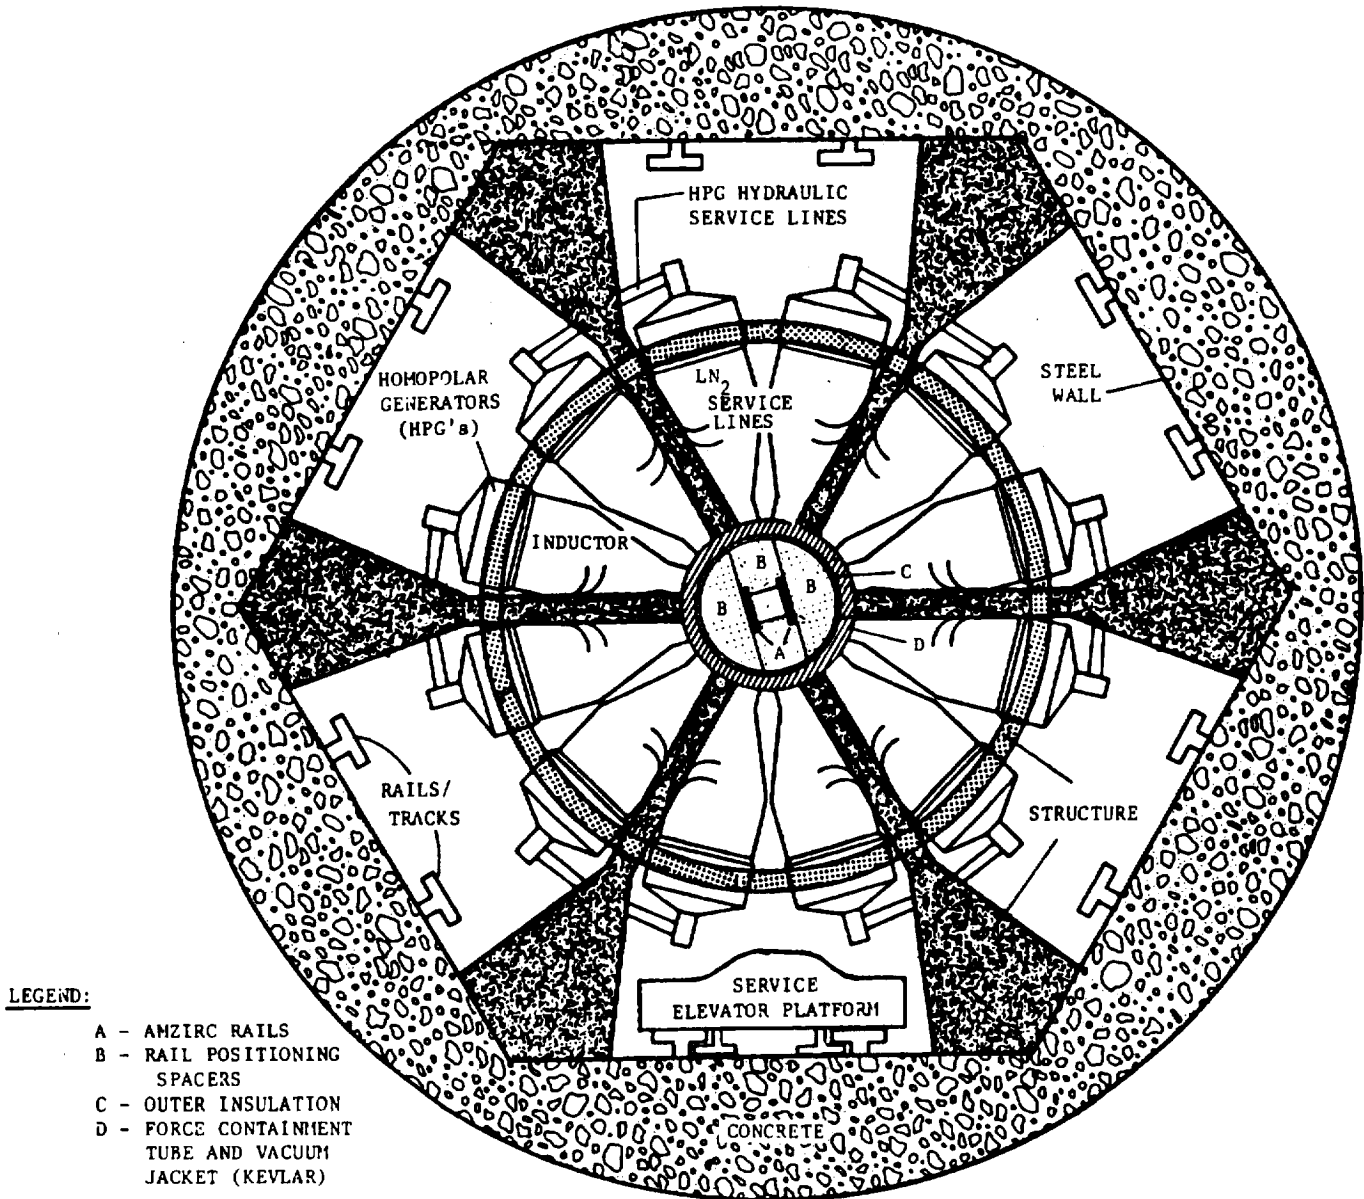 HPG HYDRAULIC
SERVICE LINES
HOMOPOLAR
GENERATORS
(HPG's)
LN2
SERVICE
LINES
STEEL
WALL
INDUCTOR
B
B
B
C
A
D
RAILS/
TRACKS
STRUCTURE
SERVICE
ELEVATOR PLATFORM
CONCRETE
LEGEND:
A - AMZIRC RAILS
B - RAIL POSITIONING
SPACERS
C - OUTER INSULATION
D - FORCE CONTAINMENT
TUBE AND VACUUM
JACKET (KEVLAR)